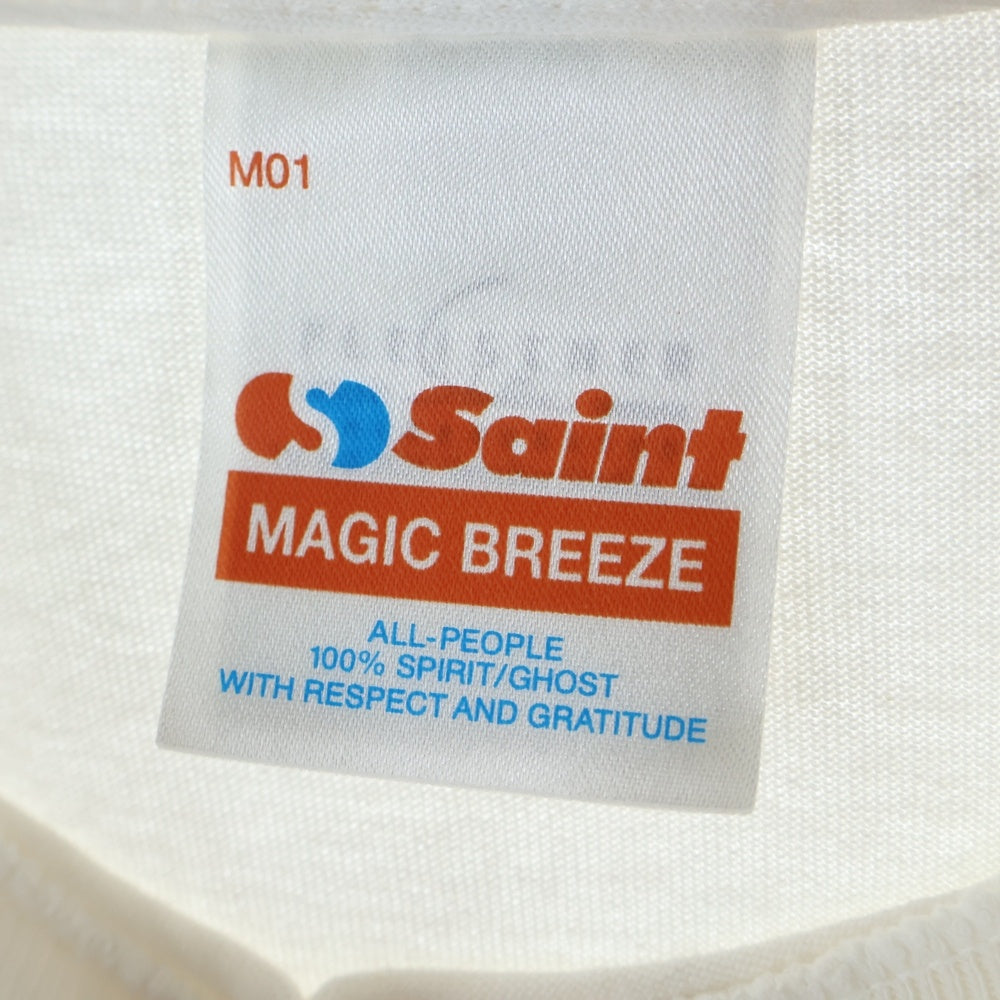 M01
Saint
MAGIC BREEZE
ALL-PEOPLE
100% SPIRIT/GHOST
WITH RESPECT AND GRATITUDE